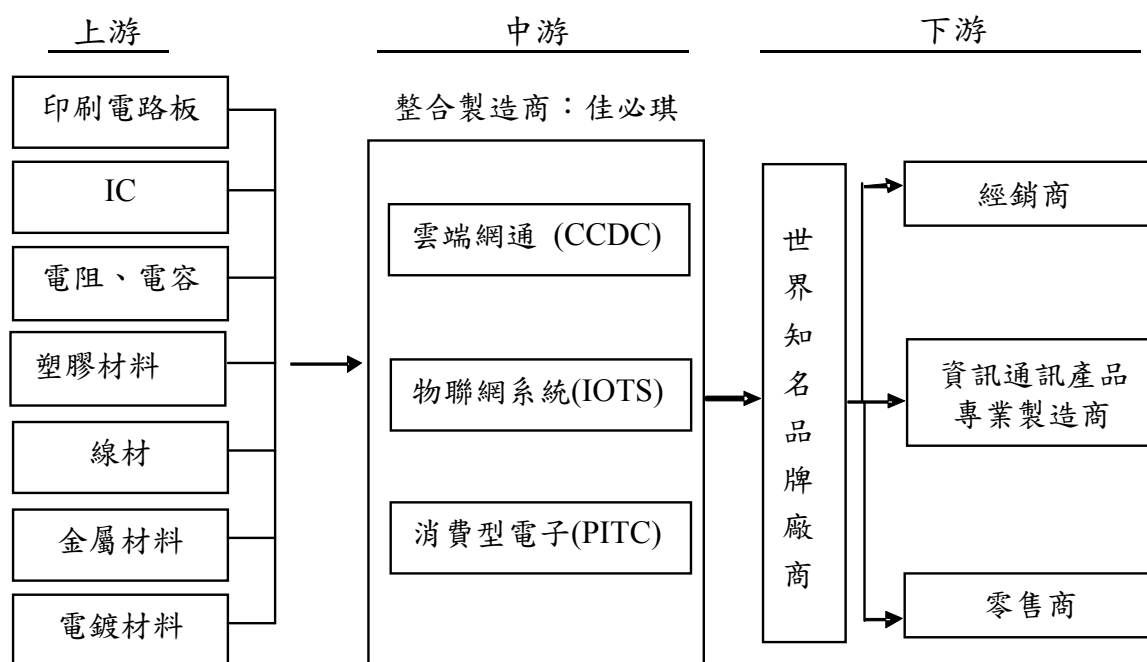 上游
印刷電路板
IC
電阻、電容
塑膠材料
線材
金屬材料
電鍍材料
中游
整合製造商：佳必琪
雲端網通 (CCDC)
物聯網系統(IOTS)
消費型電子(PITC)
下游
世
界
知
名
品
牌
廠
商
經銷商
資訊通訊產品
專業製造商
零售商